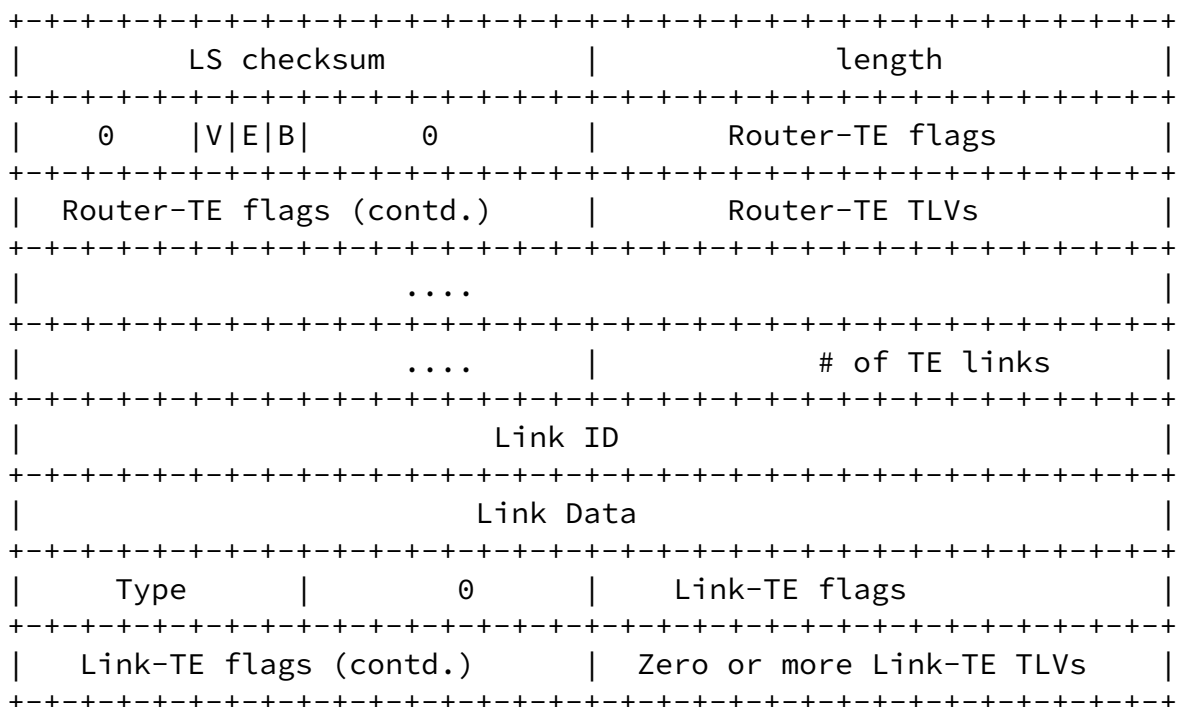 +-+-+-+-+-+-+-+-+-+-+-+-+-+-+-+-+-+-+-+-+-+-+-+-+-+-+-+-+-+-+-+-+
|          LS checksum           |             length            |
+-+-+-+-+-+-+-+-+-+-+-+-+-+-+-+-+-+-+-+-+-+-+-+-+-+-+-+-+-+-+-+-+
|    0    |V|E|B|      0        |       Router-TE flags         |
+-+-+-+-+-+-+-+-+-+-+-+-+-+-+-+-+-+-+-+-+-+-+-+-+-+-+-+-+-+-+-+-+
|  Router-TE flags (contd.)     |       Router-TE TLVs          |
+-+-+-+-+-+-+-+-+-+-+-+-+-+-+-+-+-+-+-+-+-+-+-+-+-+-+-+-+-+-+-+-+
|                     ....                                      |
+-+-+-+-+-+-+-+-+-+-+-+-+-+-+-+-+-+-+-+-+-+-+-+-+-+-+-+-+-+-+-+-+
|                     ....      |            # of TE links      |
+-+-+-+-+-+-+-+-+-+-+-+-+-+-+-+-+-+-+-+-+-+-+-+-+-+-+-+-+-+-+-+-+
|                          Link ID                              |
+-+-+-+-+-+-+-+-+-+-+-+-+-+-+-+-+-+-+-+-+-+-+-+-+-+-+-+-+-+-+-+-+
|                         Link Data                             |
+-+-+-+-+-+-+-+-+-+-+-+-+-+-+-+-+-+-+-+-+-+-+-+-+-+-+-+-+-+-+-+-+
|     Type      |        0      |    Link-TE flags              |
+-+-+-+-+-+-+-+-+-+-+-+-+-+-+-+-+-+-+-+-+-+-+-+-+-+-+-+-+-+-+-+-+
|   Link-TE flags (contd.)      |  Zero or more Link-TE TLVs    |
+-+-+-+-+-+-+-+-+-+-+-+-+-+-+-+-+-+-+-+-+-+-+-+-+-+-+-+-+-+-+-+-+